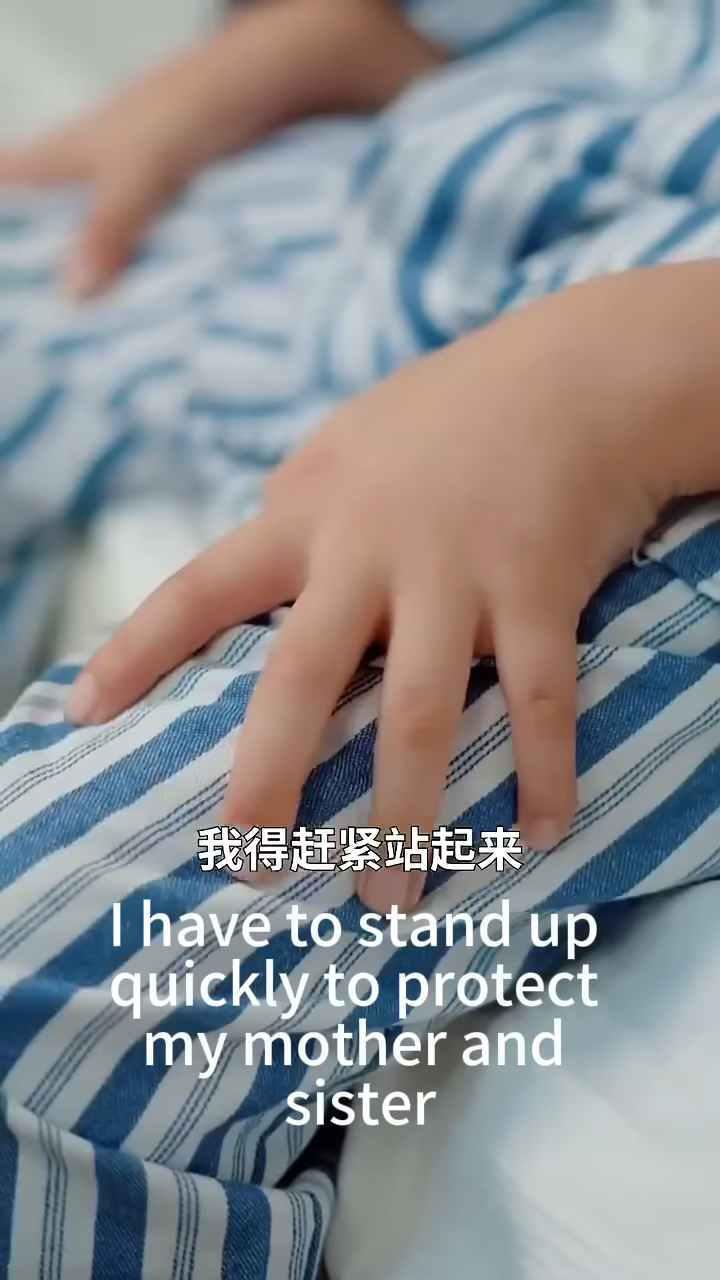 我得赶紧站起来
I have to stand up
quickly to protect
my mother and
sister